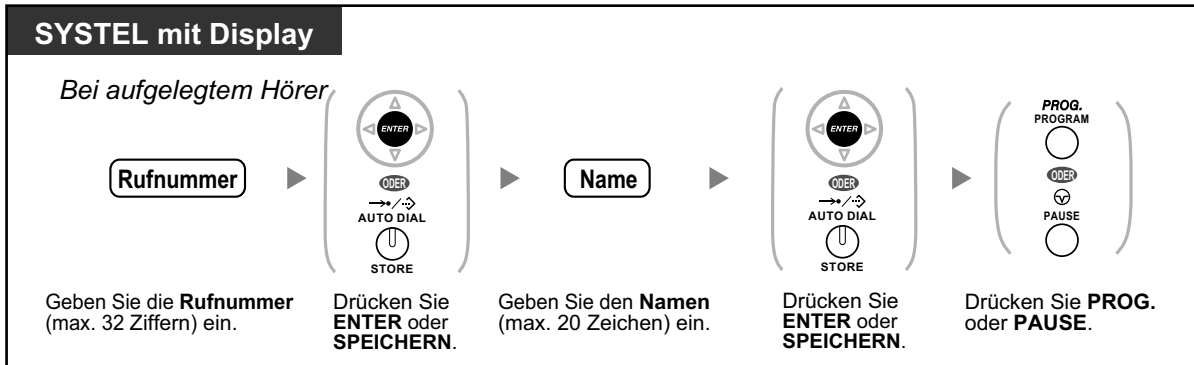 SYSTEL mit Display
Bei aufgelegtem Hörer
Rufnummer
ENTER
ODER
AUTO DIAL
STORE
Name
ENTER
ODER
AUTO DIAL
STORE
PROG.
PROGRAM
ODER
PAUSE
Geben Sie die Rufnummer
(max. 32 Ziffern) ein.
Drücken Sie
ENTER oder
SPEICHERN.
Geben Sie den Namen
(max. 20 Zeichen) ein.
Drücken Sie
ENTER oder
SPEICHERN.
Drücken Sie PROG.
oder PAUSE.